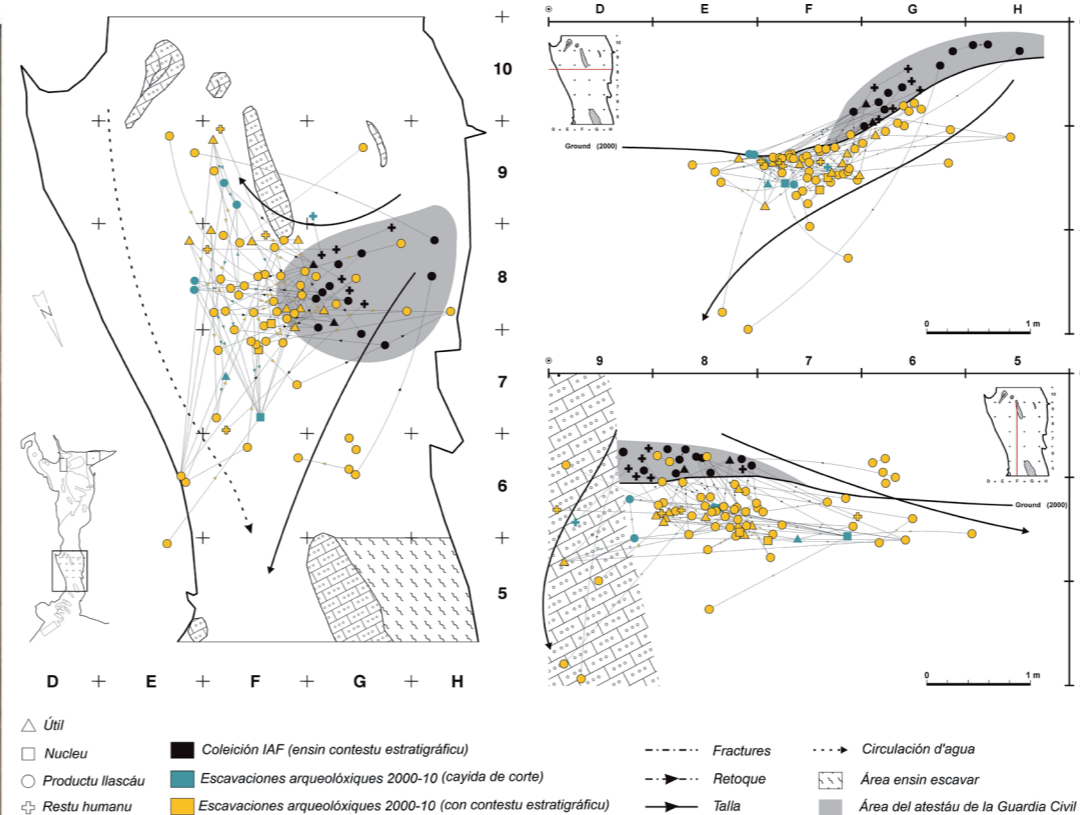 10
9
8
7
6
5
D E F G H
N
D E F G H
Ground (2000)
0 1 m
9 8 7 6 5
Ground (2000)
0 1 m
Útil
Nucleu
Productu llascáu
Restu humanu
Coleición IAF (ensin contestu estratigráficu)
Escavaciones arqueolóxiques 2000-10 (cayida de corte)
Escavaciones arqueolóxiques 2000-10 (con contestu estratigráficu)
Fractures
Retoque
Talla
Circulación d'agua
Área ensin escavar
Área del atestáu de la Guardia Civil